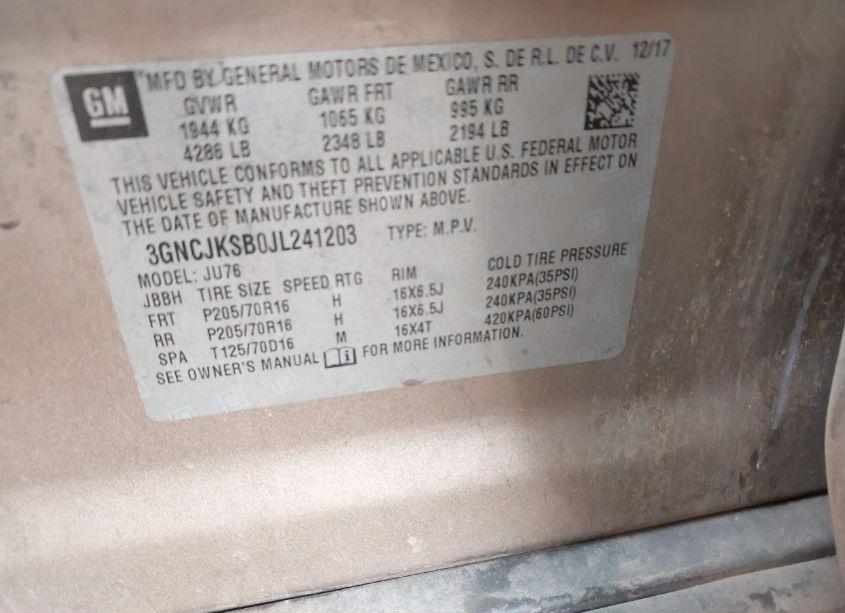 GM
MFD BY GENERAL MOTORS DE MEXICO, S. DE R.L. DE C.V. 12/17
GVWR GAWR FRT GAWR RR
1944 KG 1065 KG 995 KG
4286 LB 2348 LB 2194 LB
THIS VEHICLE CONFORMS TO ALL APPLICABLE U.S. FEDERAL MOTOR
VEHICLE SAFETY AND THEFT PREVENTION STANDARDS IN EFFECT ON
THE DATE OF MANUFACTURE SHOWN ABOVE.
3GNCJKSB0JL241203 TYPE: M.P.V.
MODEL: JU76
JBBH TIRE SIZE SPEED RTG RIM COLD TIRE PRESSURE
FRT P205/70R16 H 16X6.5J 240KPA(35PSI)
RR P205/70R16 H 16X6.5J 240KPA(35PSI)
SPA T125/70D16 M 16X4T 420KPA(60PSI)
SEE OWNER'S MANUAL FOR MORE INFORMATION.